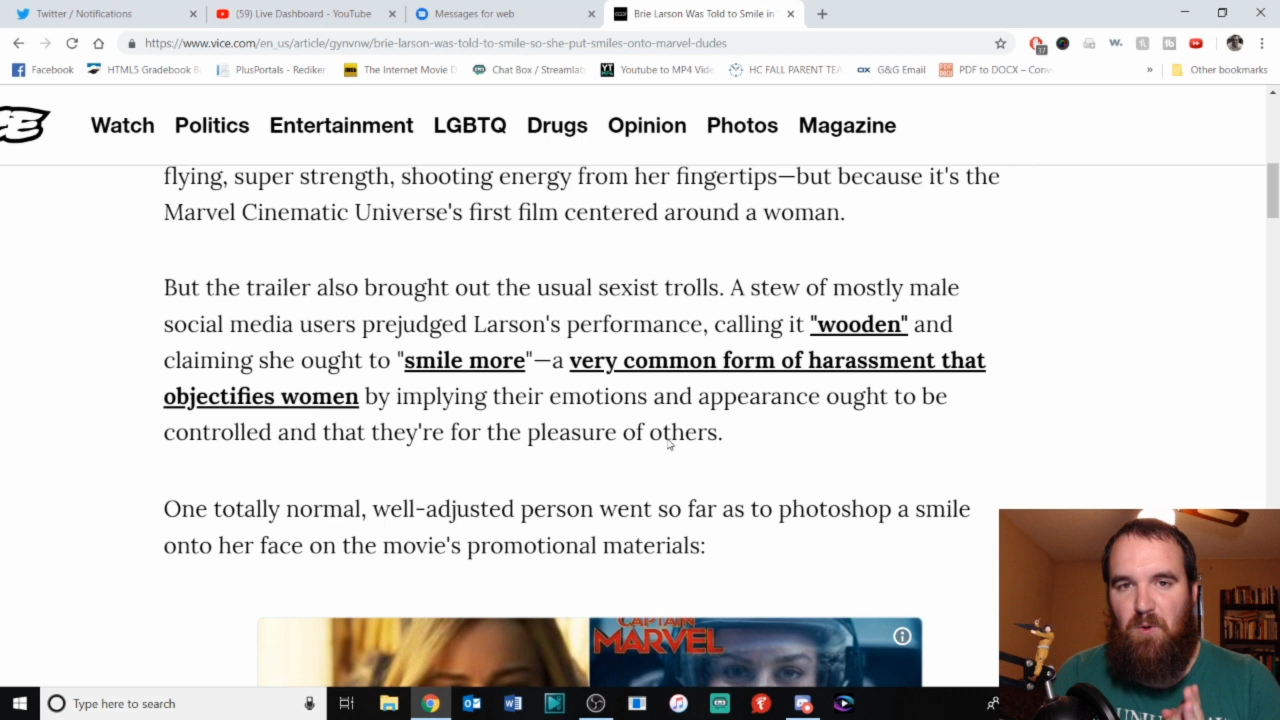 Twitter / Notifications
(59) Live Dashboard - YouTube
Messages for web
Brie Larson Was Told to Smile in
https://www.vice.com/en_us/article/gynvnw/brie-larson-was-told-to-smile-so-she-put-smiles-onto-marvel-dudes
Facebook
HTML5 Gradebook
PlusPortals - Rediker
The Internet Movie D
Chat Box / Streamlab
Youtube to MP4 Vide
HC FALL PARENT TEA
G&G Email
PDF to DOCX – Conv
»
Other bookmarks
Watch Politics Entertainment LGBTQ Drugs Opinion Photos Magazine
flying, super strength, shooting energy from her fingertips—but because it's the
Marvel Cinematic Universe's first film centered around a woman.
But the trailer also brought out the usual sexist trolls. A stew of mostly male
social media users prejudged Larson's performance, calling it "wooden" and
claiming she ought to "smile more"—a very common form of harassment that
objectifies women by implying their emotions and appearance ought to be
controlled and that they're for the pleasure of others.
One totally normal, well-adjusted person went so far as to photoshop a smile
onto her face on the movie's promotional materials:
CAPTAIN
MARVEL
Type here to search